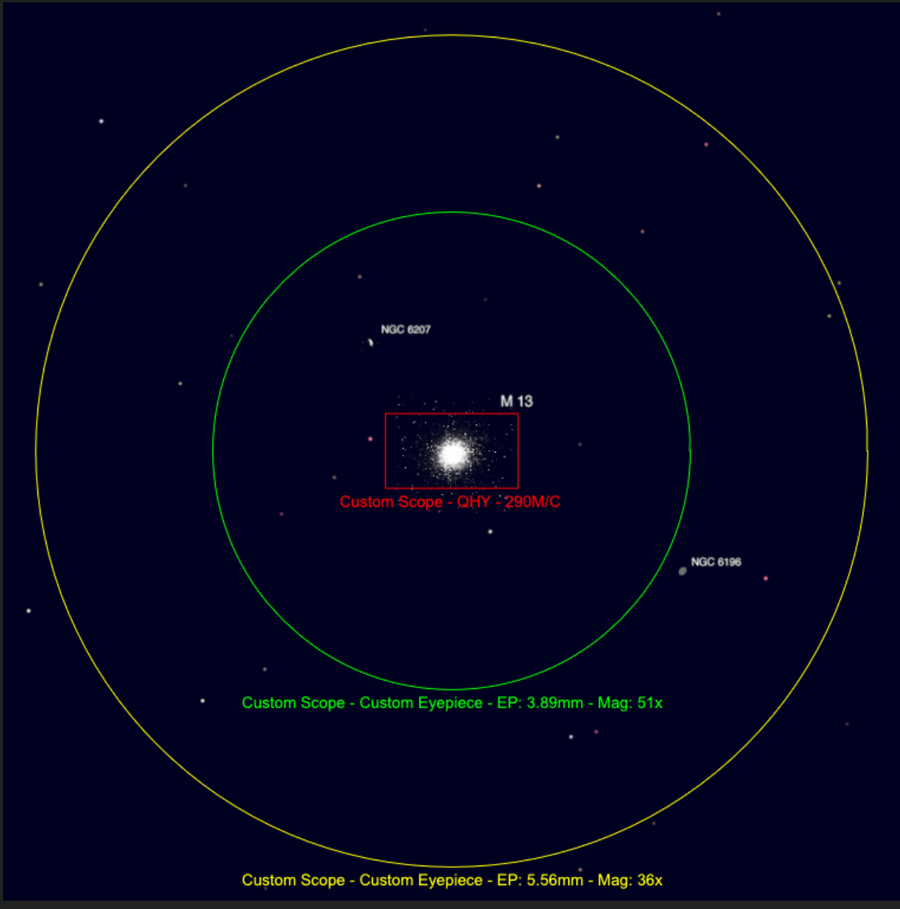 NGC 6207
M 13
Custom Scope - QHY - 290M/C
NGC 6196
Custom Scope - Custom Eyepiece - EP: 3.89mm - Mag: 51x
Custom Scope - Custom Eyepiece - EP: 5.56mm - Mag: 36x